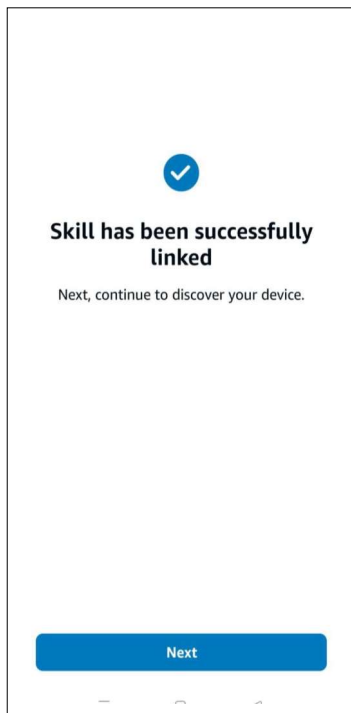 Skill has been successfully
linked
Next, continue to discover your device.
Next